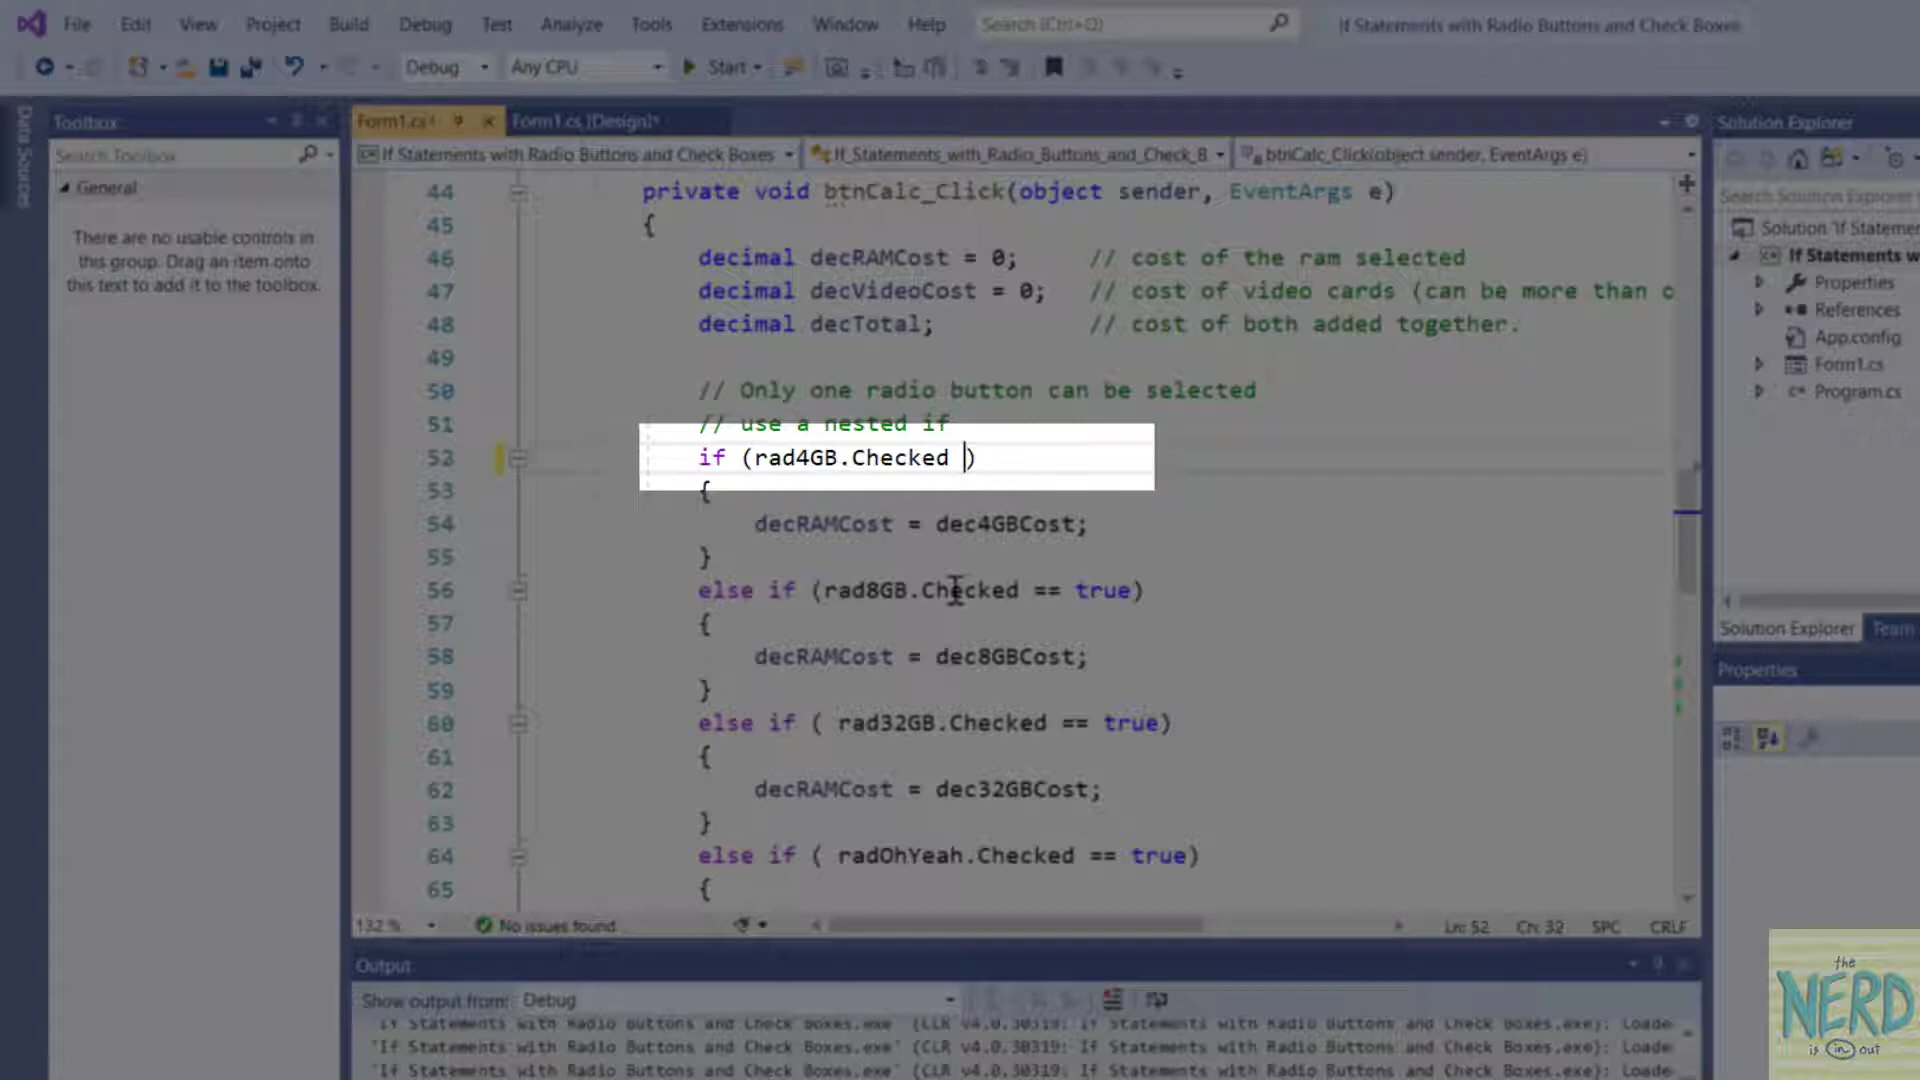 File Edit View Project Build Debug Test Analyze Tools Extensions Window Help Search (Ctrl+Q) If Statements with Radio Buttons and Check Boxes
Debug Any CPU Start
Data Sources
Toolbox
Search Toolbox
General
There are no usable controls in
this group. Drag an item onto
this text to add it to the toolbox.
Form1.cs Form1.cs [Design]*
If Statements with Radio Buttons and Check Boxes If_Statements_with_Radio_Buttons_and_Check_B btnCalc_Click(object sender, EventArgs e)
44 private void btnCalc_Click(object sender, EventArgs e)
45 {
46 decimal decRAMCost = 0; // cost of the ram selected
47 decimal decVideoCost = 0; // cost of video cards (can be more than o
48 decimal decTotal; // cost of both added together.
49
50 // Only one radio button can be selected
51 // use a nested if
52 if (rad4GB.Checked )
53 {
54 decRAMCost = dec4GBCost;
55 }
56 else if (rad8GB.Checked == true)
57 {
58 decRAMCost = dec8GBCost;
59 }
60 else if ( rad32GB.Checked == true)
61 {
62 decRAMCost = dec32GBCost;
63 }
64 else if ( radOhYeah.Checked == true)
65 {
132 % No issues found Ln: 52 Ch: 32 SPC CRLF
Output
Show output from: Debug
'If Statements with Radio Buttons and Check Boxes.exe' (CLR v4.0.30319: If Statements with Radio Buttons and Check Boxes.exe): Loade
'If Statements with Radio Buttons and Check Boxes.exe' (CLR v4.0.30319: If Statements with Radio Buttons and Check Boxes.exe): Loade
'If Statements with Radio Buttons and Check Boxes.exe' (CLR v4.0.30319: If Statements with Radio Buttons and Check Boxes.exe): Loade
Solution Explorer
Search Solution Explorer
Solution 'If Stateme
If Statements w
Properties
References
App.config
Form1.cs
Program.cs
Solution Explorer Team
Properties
the
NERD
is in out